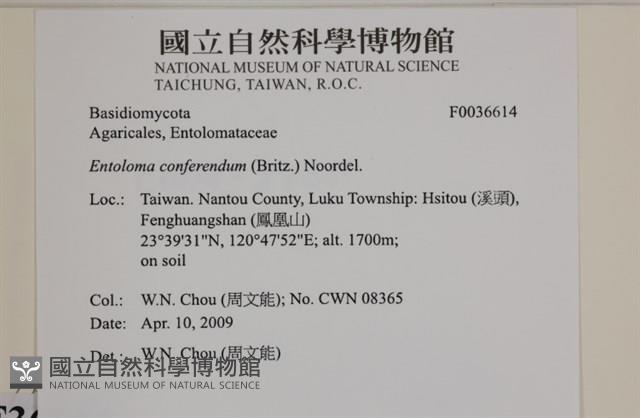 國立自然科學博物館
NATIONAL MUSEUM OF NATURAL SCIENCE
TAICHUNG, TAIWAN, R.O.C.
Basidiomycota F0036614
Agaricales, Entolomataceae
Entoloma conferendum (Britz.) Noordel.
Loc.: Taiwan. Nantou County, Luku Township: Hsitou (溪頭),
Fenghuangshan (鳳凰山)
23°39'31"N, 120°47'52"E; alt. 1700m;
on soil
Col.: W.N. Chou (周文能); No. CWN 08365
Date: Apr. 10, 2009
Det.: W.N. Chou (周文能)
國立自然科學博物館
NATIONAL MUSEUM OF NATURAL SCIENCE